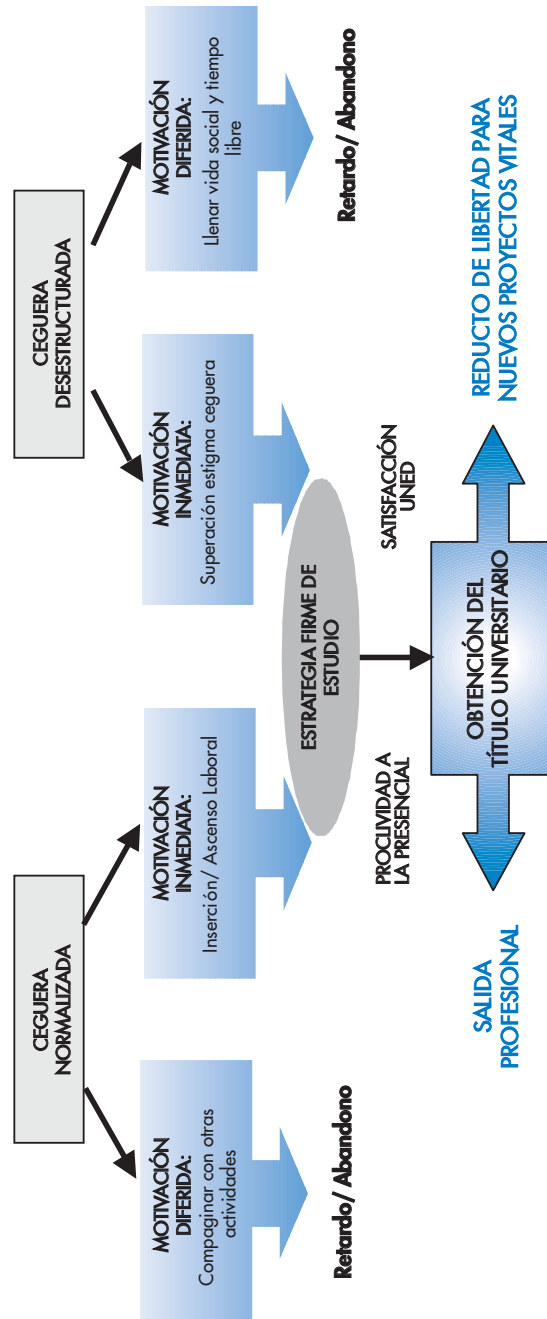 CEGUERA
NORMALIZADA
CEGUERA
DESESTRUCTURADA
MOTIVACIÓN
DIFERIDA:
Compaginar con otras
actividades
MOTIVACIÓN
INMEDIATA:
Inserción/ Ascenso Laboral
MOTIVACIÓN
INMEDIATA:
Superación estigma ceguera
MOTIVACIÓN
DIFERIDA:
Llenar vida social y tiempo
libre
Retardo/ Abandono
ESTRATEGIA FIRME DE
ESTUDIO
Retardo/ Abandono
PROCLIVIDAD A
LA PRESENCIAL
SATISFACCIÓN
UNED
SALIDA
PROFESIONAL
OBTENCIÓN DEL
TÍTULO UNIVERSITARIO
REDUCTO DE LIBERTAD PARA
NUEVOS PROYECTOS VITALES